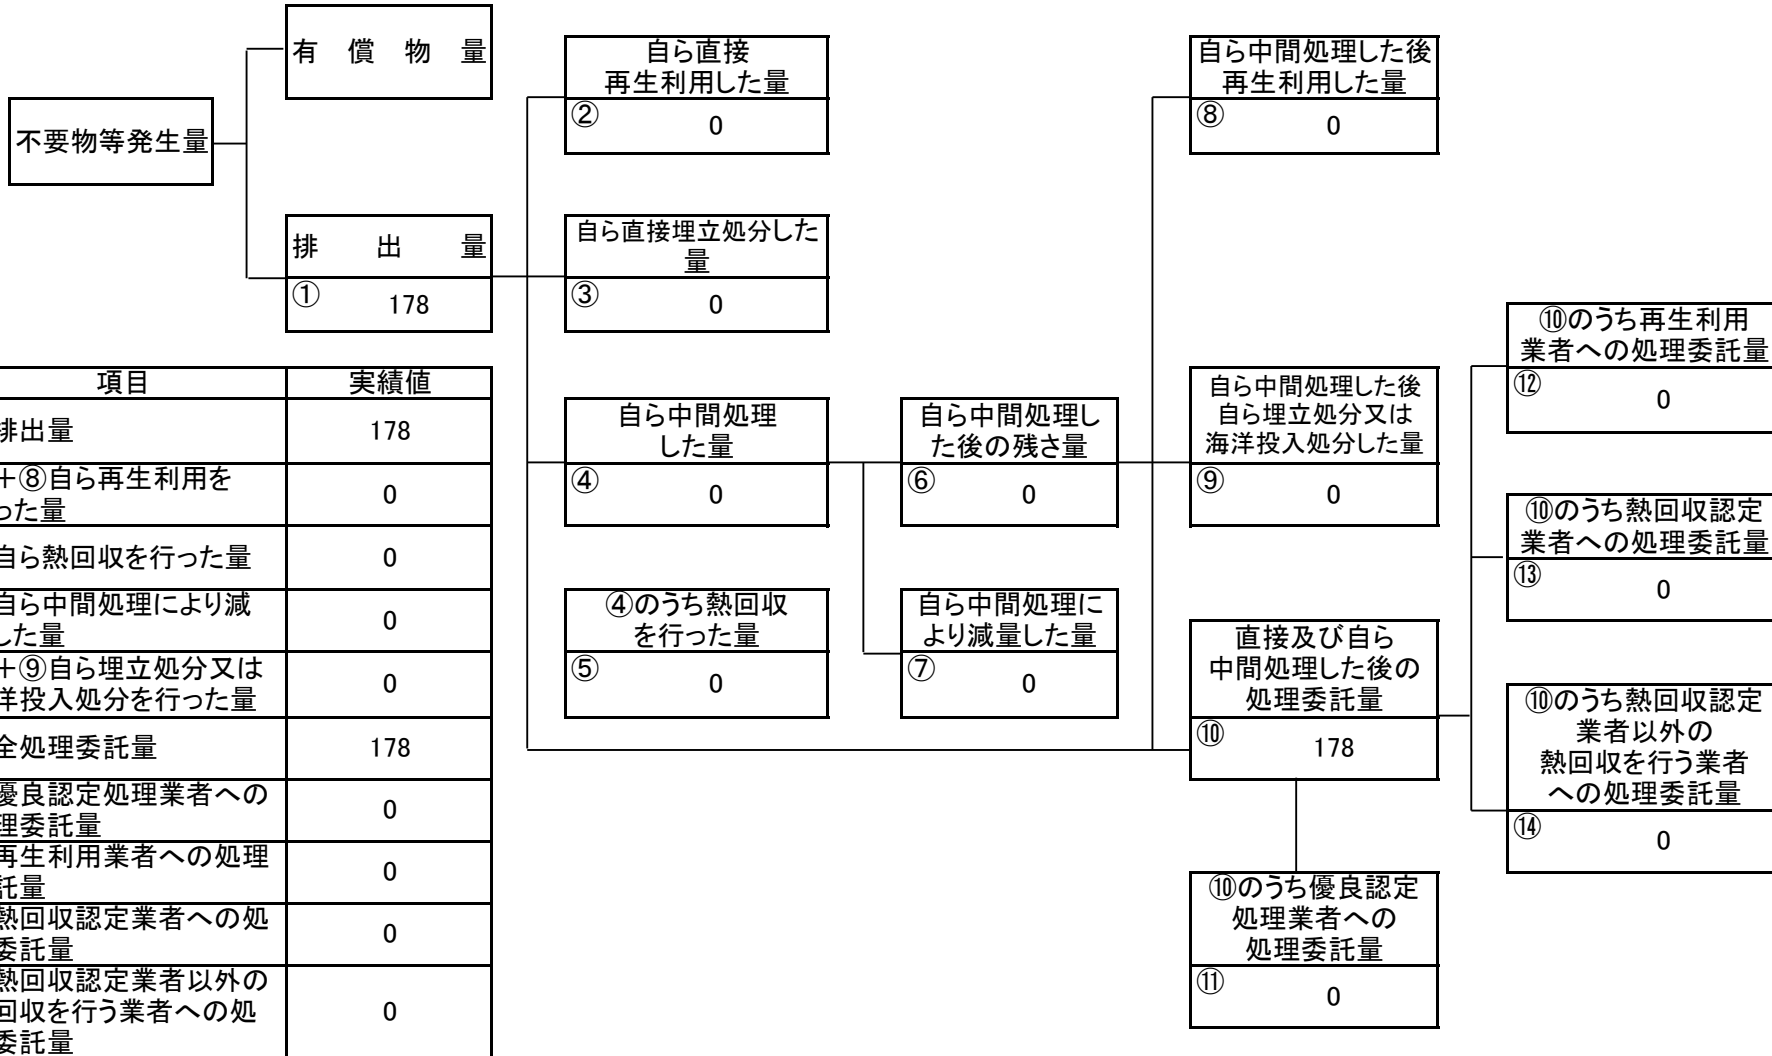 有償物量
不要物等発生量
排出量
① 178
自ら直接
再生利用した量
② 0
自ら直接埋立処分した
量
③ 0
自ら中間処理
した量
④ 0
④のうち熱回収
を行った量
⑤ 0
自ら中間処理し
た後の残さ量
⑥ 0
自ら中間処理に
より減量した量
⑦ 0
自ら中間処理した後
再生利用した量
⑧ 0
自ら中間処理した後
自ら埋立処分又は
海洋投入処分した量
⑨ 0
直接及び自ら
中間処理した後の
処理委託量
⑩ 178
⑩のうち優良認定
処理業者への
処理委託量
⑪ 0
⑩のうち再生利用
業者への処理委託量
⑫ 0
⑩のうち熱回収認定
業者への処理委託量
⑬ 0
⑩のうち熱回収認定
業者以外の
熱回収を行う業者
への処理委託量
⑭ 0
項目 実績値
排出量 178
+⑧自ら再生利用を
った量 0
自ら熱回収を行った量 0
自ら中間処理により減
した量 0
+⑨自ら埋立処分又は
洋投入処分を行った量 0
全処理委託量 178
優良認定処理業者への
理委託量 0
再生利用業者への処理
託量 0
熱回収認定業者への処
委託量 0
熱回収認定業者以外の
回収を行う業者への処
委託量 0